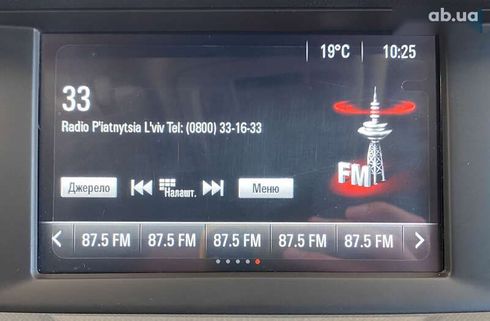 ab.ua
19°C 10:25
33
Radio P'iatnytsia L'viv Tel: (0800) 33-16-33
FM
Джерело Налашт. Меню
87.5 FM 87.5 FM 87.5 FM 87.5 FM 87.5 FM